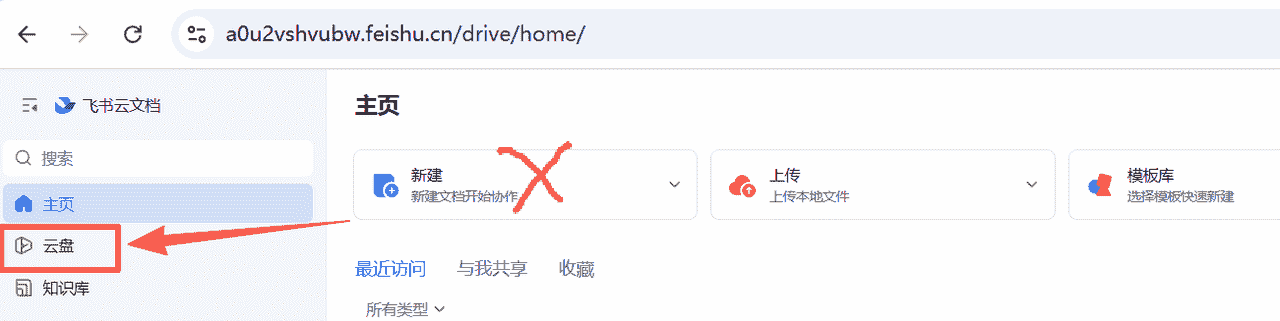 a0u2vshvubw.feishu.cn/drive/home/
飞书云文档
搜索
主页
云盘
知识库
主页
新建
新建文档开始协作
上传
上传本地文件
模板库
选择模板快速新建
最近访问 与我共享 收藏
所有类型